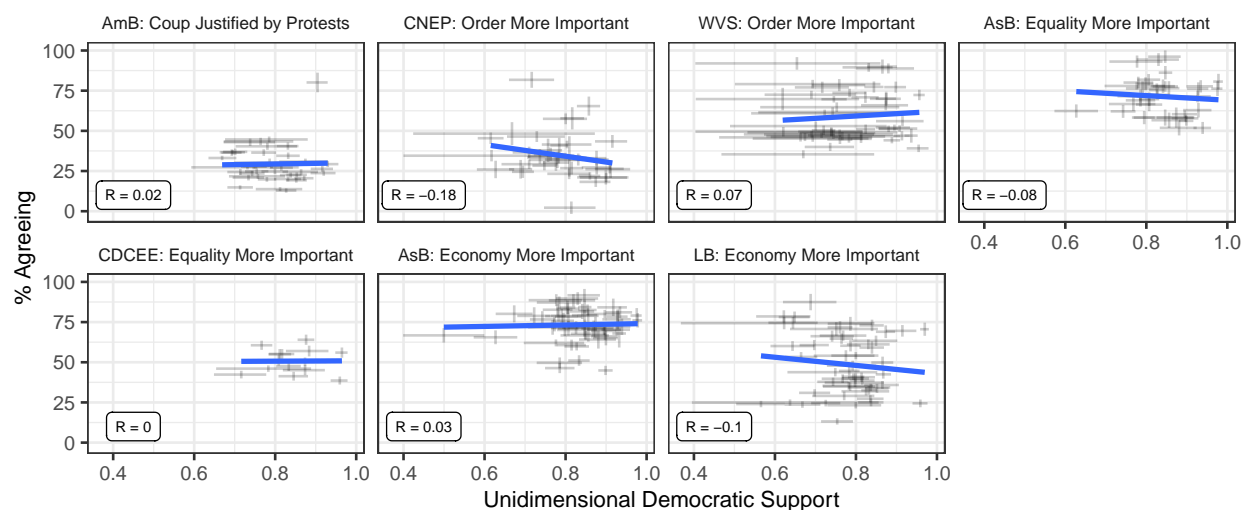 AmB: Coup Justified by Protests
CNEP: Order More Important
WVS: Order More Important
AsB: Equality More Important
100
75
50
25
0
R = 0.02
R = −0.18
R = 0.07
R = −0.08
0.4 0.6 0.8 1.0
% Agreeing
CDCEE: Equality More Important
AsB: Economy More Important
LB: Economy More Important
100
75
50
25
0
R = 0
R = 0.03
R = −0.1
0.4 0.6 0.8 1.0
0.4 0.6 0.8 1.0
0.4 0.6 0.8 1.0
Unidimensional Democratic Support